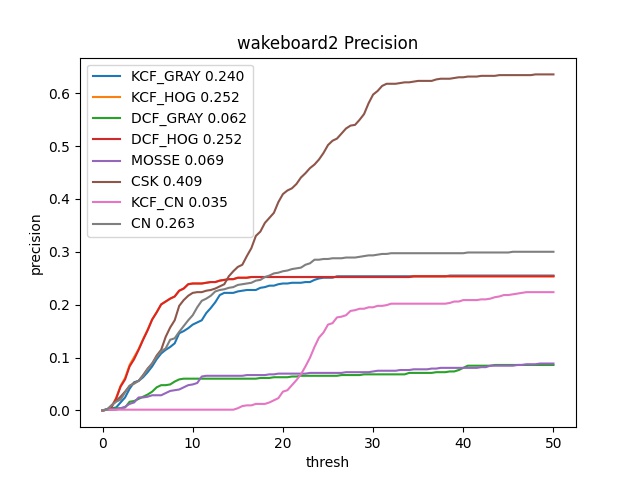 wakeboard2 Precision
KCF_GRAY 0.240
KCF_HOG 0.252
DCF_GRAY 0.062
DCF_HOG 0.252
MOSSE 0.069
CSK 0.409
KCF_CN 0.035
CN 0.263
precision
0.6
0.5
0.4
0.3
0.2
0.1
0.0
0 10 20 30 40 50
thresh